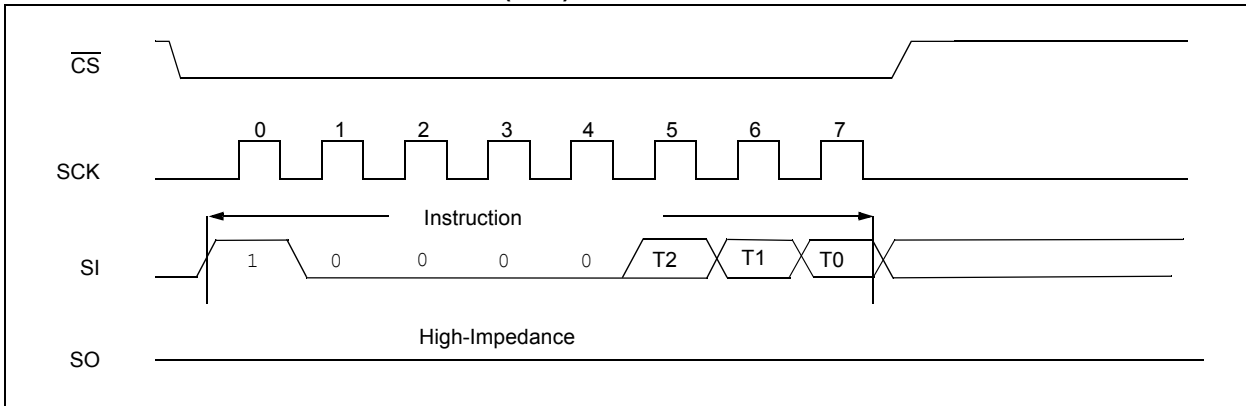 CS
0 1 2 3 4 5 6 7
SCK
Instruction
SI 1 0 0 0 0 T2 T1 T0
High-Impedance
SO